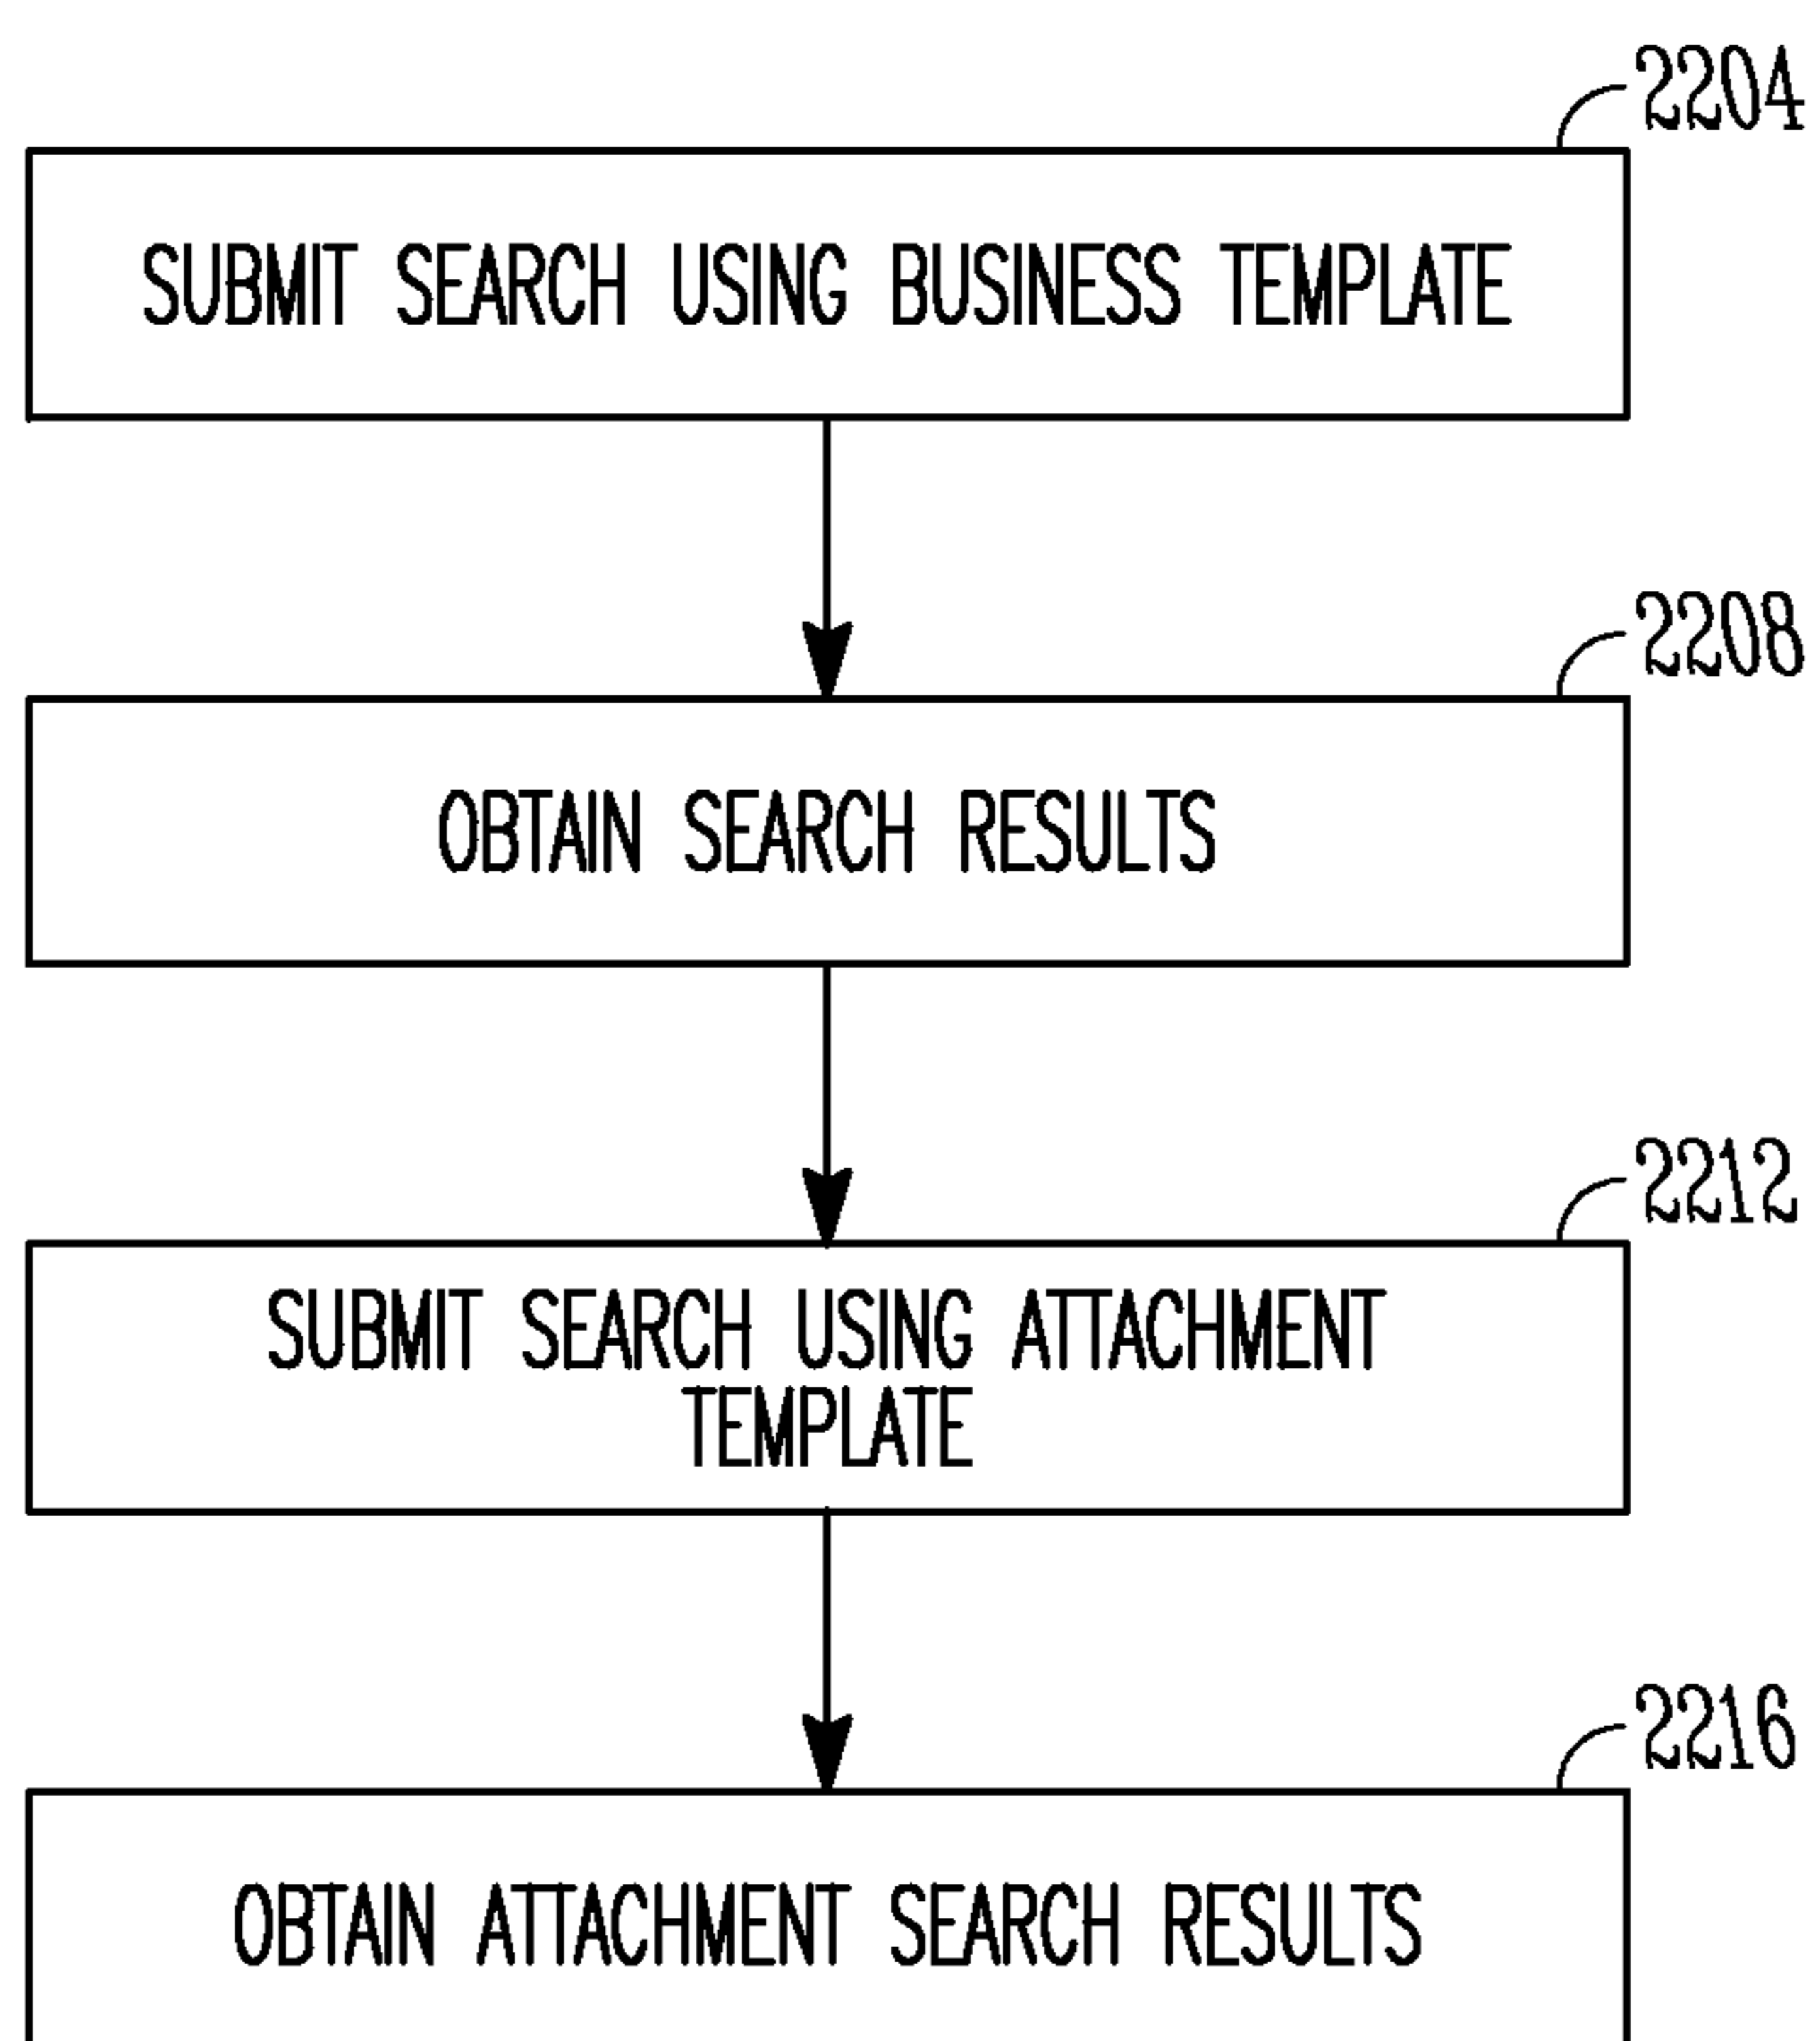 2204
SUBMIT SEARCH USING BUSINESS TEMPLATE
2208
OBTAIN SEARCH RESULTS
2212
SUBMIT SEARCH USING ATTACHMENT
TEMPLATE
2216
OBTAIN ATTACHMENT SEARCH RESULTS